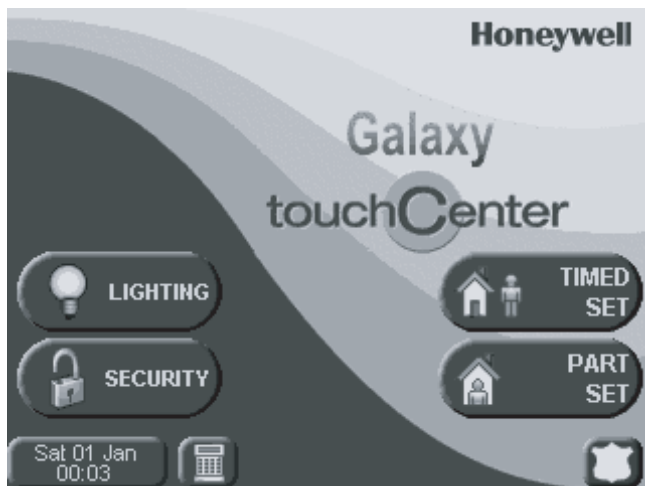 Honeywell
Galaxy
touchCenter
LIGHTING
TIMED
SET
SECURITY
PART
SET
Sat 01 Jan
00:03